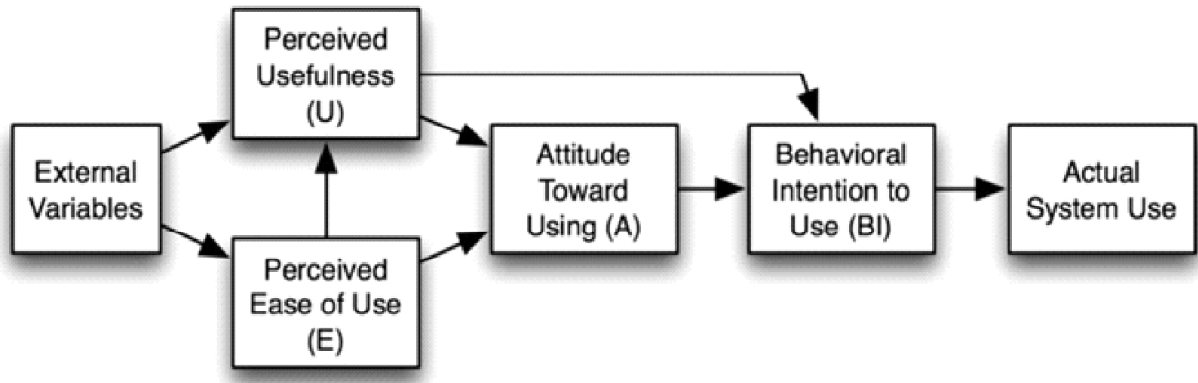 External
Variables
Perceived
Usefulness
(U)
Perceived
Ease of Use
(E)
Attitude
Toward
Using (A)
Behavioral
Intention to
Use (BI)
Actual
System Use